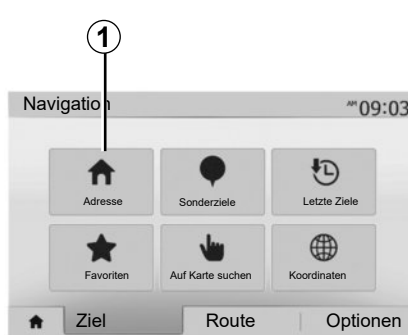 1
Navigation
AM 09:03
Adresse
Sonderziele
Letzte Ziele
Favoriten
Auf Karte suchen
Koordinaten
Ziel
Route
Optionen